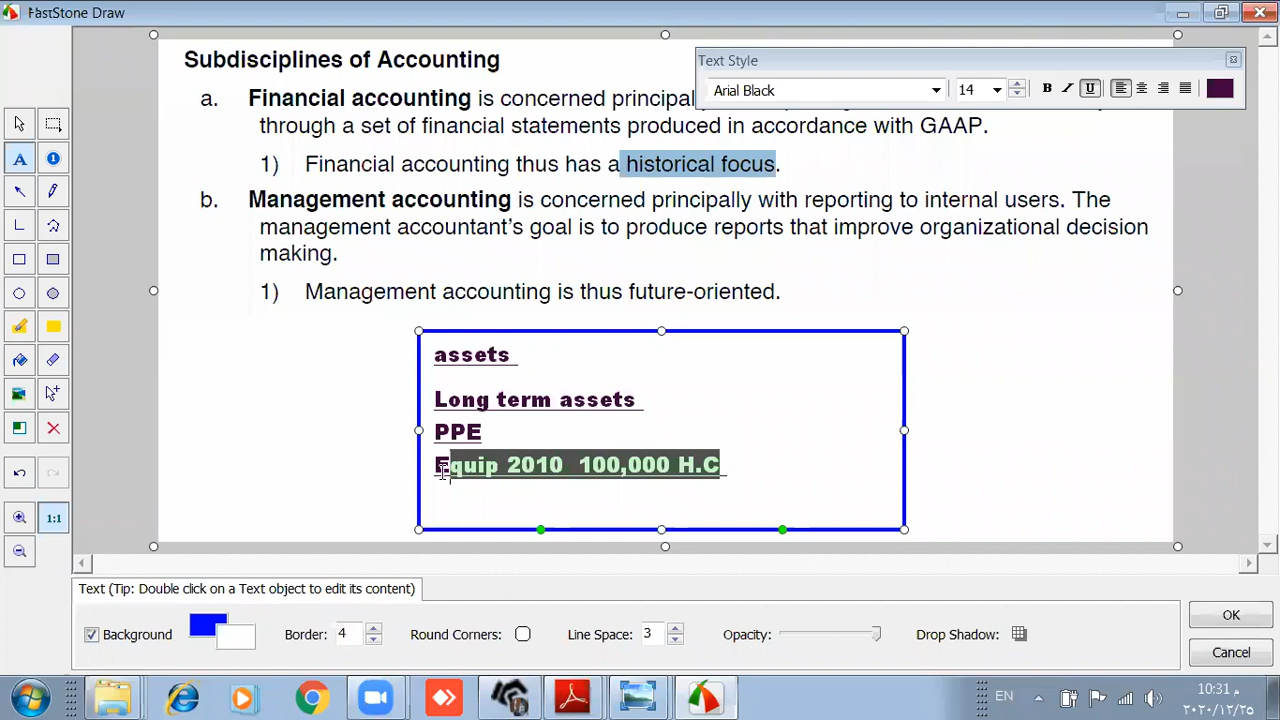 FastStone Draw
Subdisciplines of Accounting
Text Style
Arial Black
14
B
I
U
a. Financial accounting is concerned principally
through a set of financial statements produced in accordance with GAAP.
1) Financial accounting thus has a historical focus.
b. Management accounting is concerned principally with reporting to internal users. The
management accountant's goal is to produce reports that improve organizational decision
making.
1) Management accounting is thus future-oriented.
assets
Long term assets
PPE
Equip 2010 100,000 H.C
A
1
1:1
Text (Tip: Double click on a Text object to edit its content)
Background
Border: 4
Round Corners:
Line Space: 3
Opacity:
Drop Shadow:
OK
Cancel
EN
10:31 م
٢٠٢٠/١٢/٢٥